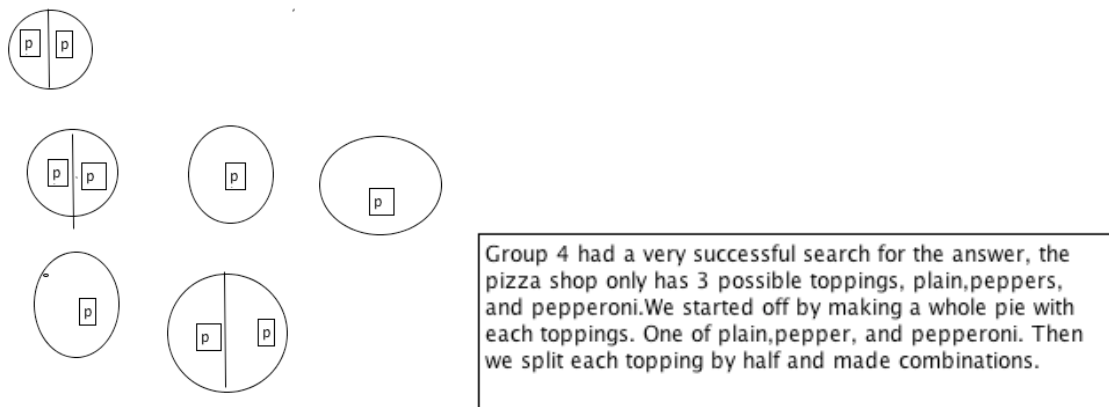 p p
p p p p
p p p
Group 4 had a very successful search for the answer, the
pizza shop only has 3 possible toppings, plain,peppers,
and pepperoni.We started off by making a whole pie with
each toppings. One of plain,pepper, and pepperoni. Then
we split each topping by half and made combinations.